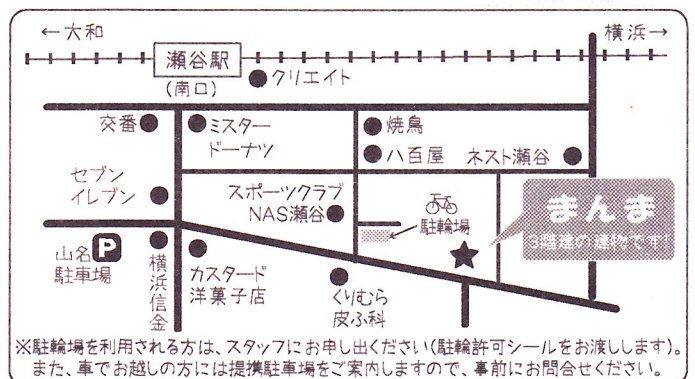 ←大和
横浜→
瀬谷駅
(南口)
クリエイト
交番
ミスター
ドーナツ
焼鳥
八百屋
ネスト瀬谷
セブン
イレブン
スポーツクラブ
NAS瀬谷
駐輪場
まんま
3階建の建物です!
山名
駐車場
P
横浜信金
カスタード
洋菓子店
くりむら
皮ふ科
※駐輪場を利用される方は、スタッフにお申し出ください(駐輪許可シールをお渡しします)。
また、車でお越しの方には提携駐車場をご案内しますので、事前にお問合せください。